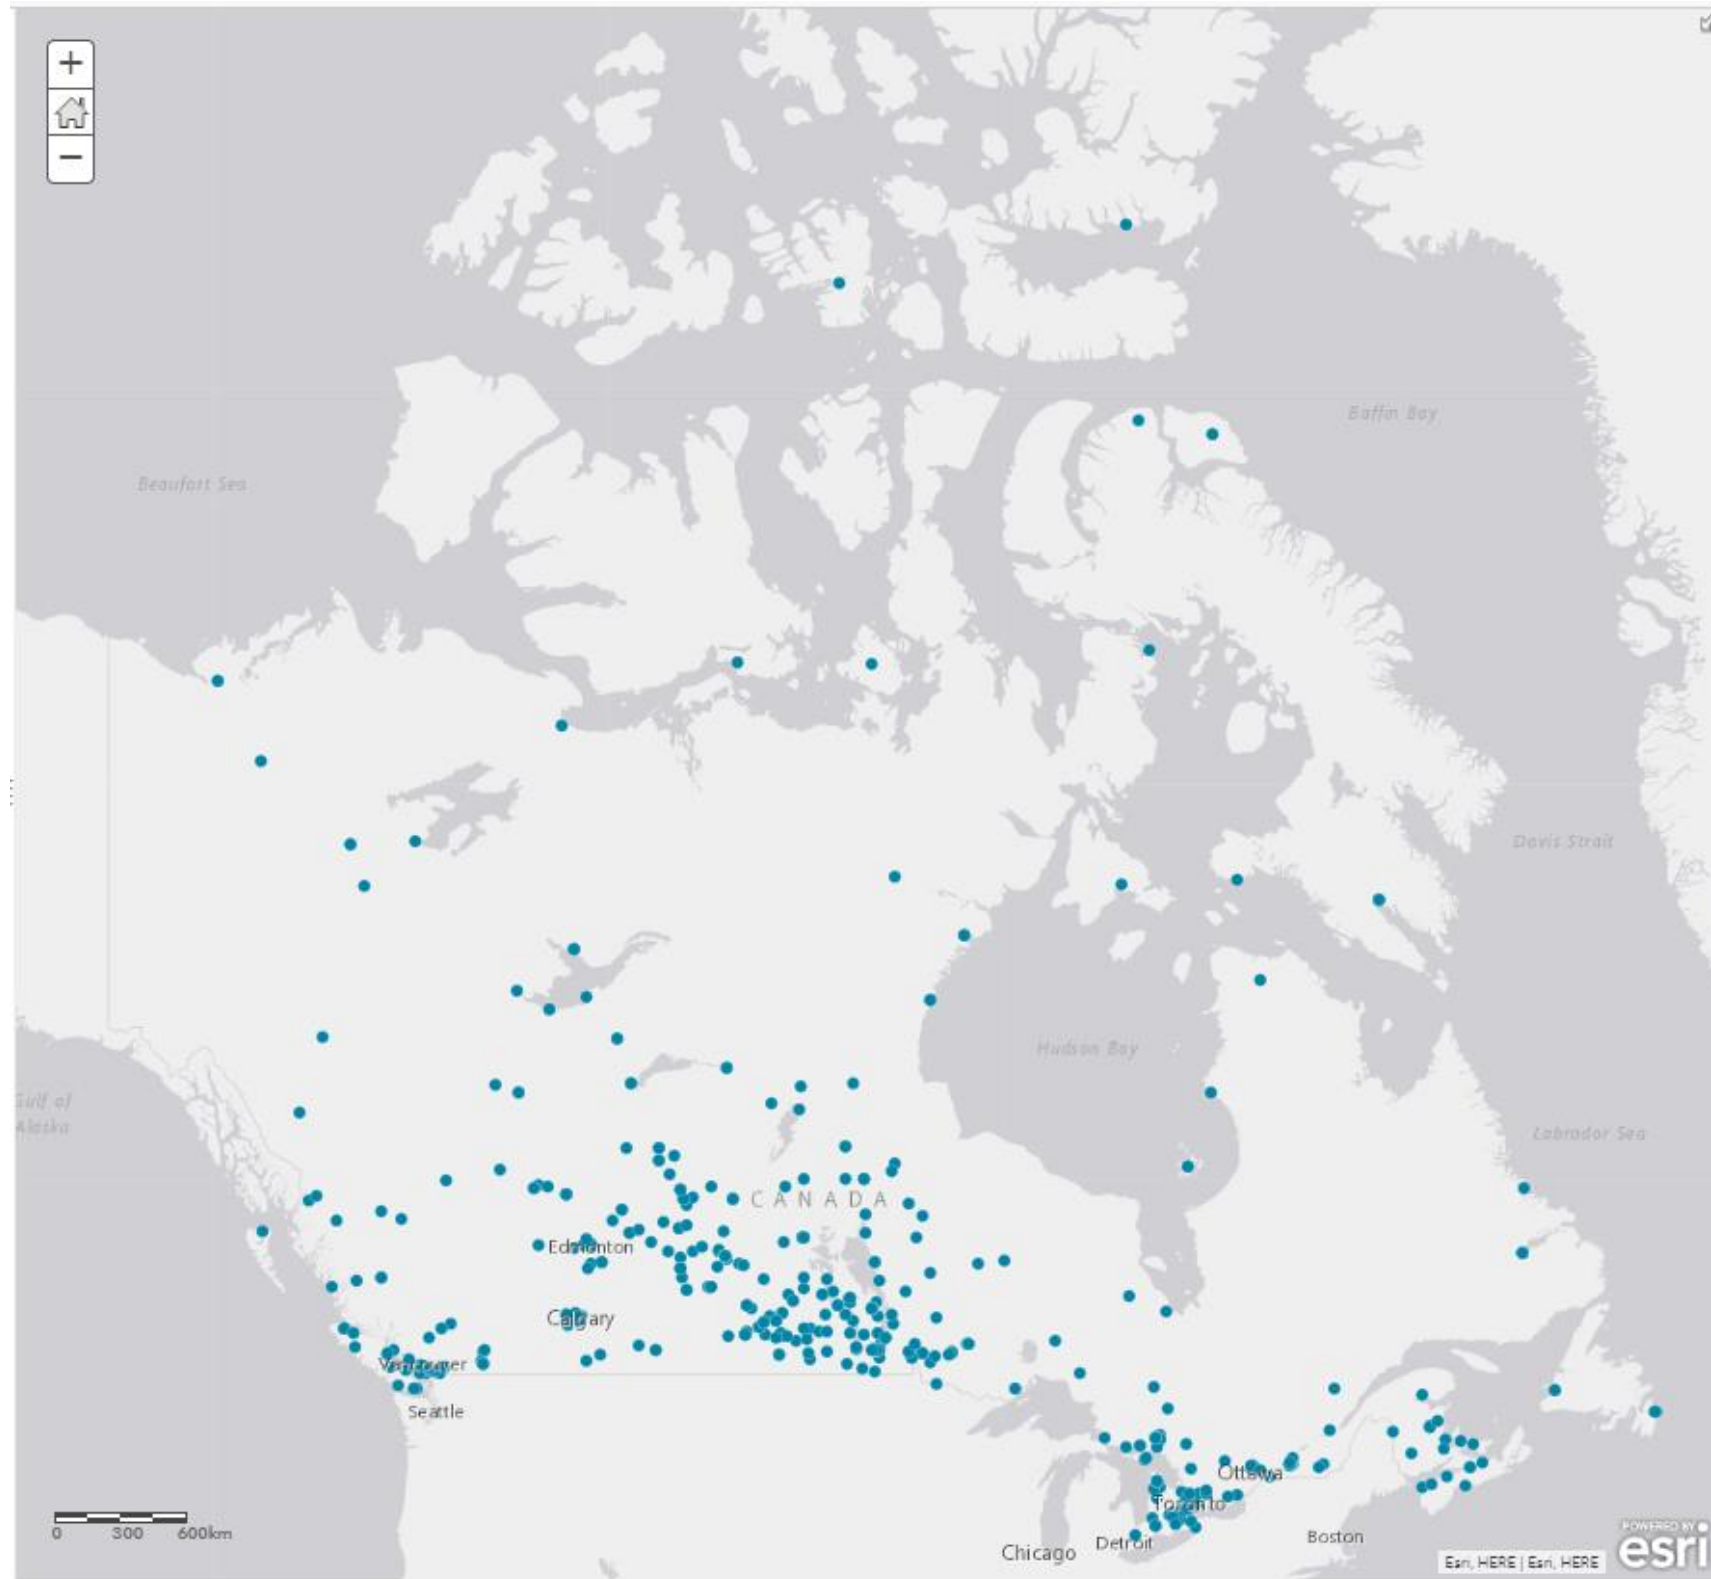 +
−
Baffin Bay
Beaufort Sea
Davis Strait
Hudson Bay
Gulf of
Alaska
Labrador Sea
CANADA
Edmonton
Calgary
Vancouver
Seattle
Ottawa
Toronto
Boston
Detroit
Chicago
0 300 600km
POWERED BY
esri
Esri, HERE | Esri, HERE